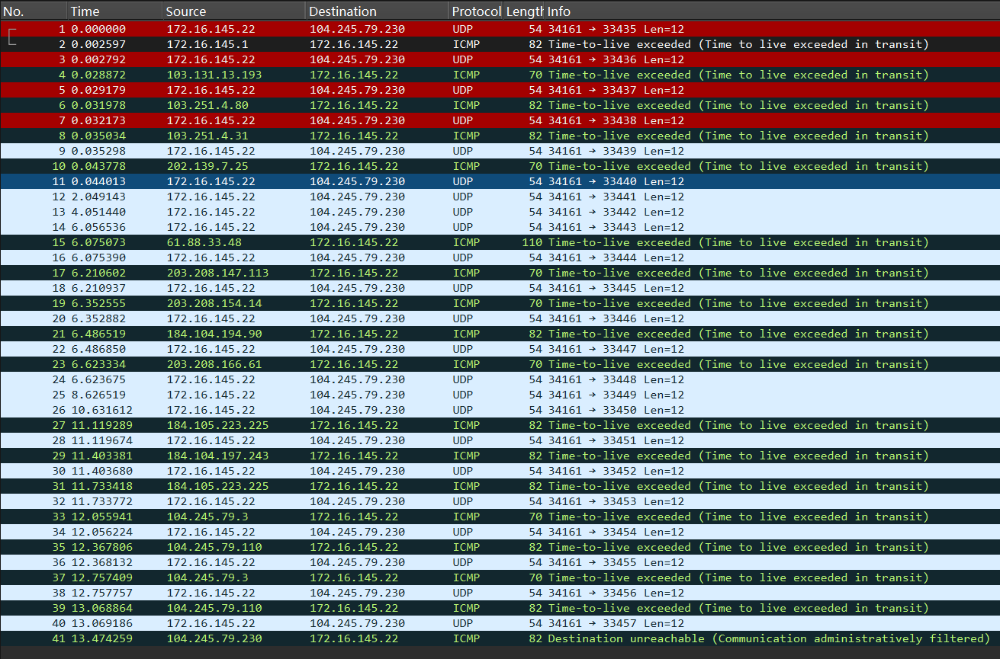 No. Time Source Destination Protocol Length Info
1 0.000000 172.16.145.22 104.245.79.230 UDP 54 34161 → 33435 Len=12
2 0.002597 172.16.145.1 172.16.145.22 ICMP 82 Time-to-live exceeded (Time to live exceeded in transit)
3 0.002792 172.16.145.22 104.245.79.230 UDP 54 34161 → 33436 Len=12
4 0.028872 103.131.13.193 172.16.145.22 ICMP 70 Time-to-live exceeded (Time to live exceeded in transit)
5 0.029179 172.16.145.22 104.245.79.230 UDP 54 34161 → 33437 Len=12
6 0.031978 103.251.4.80 172.16.145.22 ICMP 82 Time-to-live exceeded (Time to live exceeded in transit)
7 0.032173 172.16.145.22 104.245.79.230 UDP 54 34161 → 33438 Len=12
8 0.035034 103.251.4.31 172.16.145.22 ICMP 82 Time-to-live exceeded (Time to live exceeded in transit)
9 0.035298 172.16.145.22 104.245.79.230 UDP 54 34161 → 33439 Len=12
10 0.043778 202.139.7.25 172.16.145.22 ICMP 70 Time-to-live exceeded (Time to live exceeded in transit)
11 0.044013 172.16.145.22 104.245.79.230 UDP 54 34161 → 33440 Len=12
12 2.049143 172.16.145.22 104.245.79.230 UDP 54 34161 → 33441 Len=12
13 4.051440 172.16.145.22 104.245.79.230 UDP 54 34161 → 33442 Len=12
14 6.056536 172.16.145.22 104.245.79.230 UDP 54 34161 → 33443 Len=12
15 6.075073 61.88.33.48 172.16.145.22 ICMP 110 Time-to-live exceeded (Time to live exceeded in transit)
16 6.075390 172.16.145.22 104.245.79.230 UDP 54 34161 → 33444 Len=12
17 6.210602 203.208.147.113 172.16.145.22 ICMP 70 Time-to-live exceeded (Time to live exceeded in transit)
18 6.210937 172.16.145.22 104.245.79.230 UDP 54 34161 → 33445 Len=12
19 6.352555 203.208.154.14 172.16.145.22 ICMP 70 Time-to-live exceeded (Time to live exceeded in transit)
20 6.352882 172.16.145.22 104.245.79.230 UDP 54 34161 → 33446 Len=12
21 6.486519 184.104.194.90 172.16.145.22 ICMP 82 Time-to-live exceeded (Time to live exceeded in transit)
22 6.486850 172.16.145.22 104.245.79.230 UDP 54 34161 → 33447 Len=12
23 6.623334 203.208.166.61 172.16.145.22 ICMP 70 Time-to-live exceeded (Time to live exceeded in transit)
24 6.623675 172.16.145.22 104.245.79.230 UDP 54 34161 → 33448 Len=12
25 8.626519 172.16.145.22 104.245.79.230 UDP 54 34161 → 33449 Len=12
26 10.631612 172.16.145.22 104.245.79.230 UDP 54 34161 → 33450 Len=12
27 11.119289 184.105.223.225 172.16.145.22 ICMP 82 Time-to-live exceeded (Time to live exceeded in transit)
28 11.119674 172.16.145.22 104.245.79.230 UDP 54 34161 → 33451 Len=12
29 11.403381 184.104.197.243 172.16.145.22 ICMP 82 Time-to-live exceeded (Time to live exceeded in transit)
30 11.403680 172.16.145.22 104.245.79.230 UDP 54 34161 → 33452 Len=12
31 11.733418 184.105.223.225 172.16.145.22 ICMP 82 Time-to-live exceeded (Time to live exceeded in transit)
32 11.733772 172.16.145.22 104.245.79.230 UDP 54 34161 → 33453 Len=12
33 12.055941 104.245.79.3 172.16.145.22 ICMP 70 Time-to-live exceeded (Time to live exceeded in transit)
34 12.056224 172.16.145.22 104.245.79.230 UDP 54 34161 → 33454 Len=12
35 12.367806 104.245.79.110 172.16.145.22 ICMP 82 Time-to-live exceeded (Time to live exceeded in transit)
36 12.368132 172.16.145.22 104.245.79.230 UDP 54 34161 → 33455 Len=12
37 12.757409 104.245.79.3 172.16.145.22 ICMP 70 Time-to-live exceeded (Time to live exceeded in transit)
38 12.757757 172.16.145.22 104.245.79.230 UDP 54 34161 → 33456 Len=12
39 13.068864 104.245.79.110 172.16.145.22 ICMP 82 Time-to-live exceeded (Time to live exceeded in transit)
40 13.069186 172.16.145.22 104.245.79.230 UDP 54 34161 → 33457 Len=12
41 13.474259 104.245.79.230 172.16.145.22 ICMP 82 Destination unreachable (Communication administratively filtered)